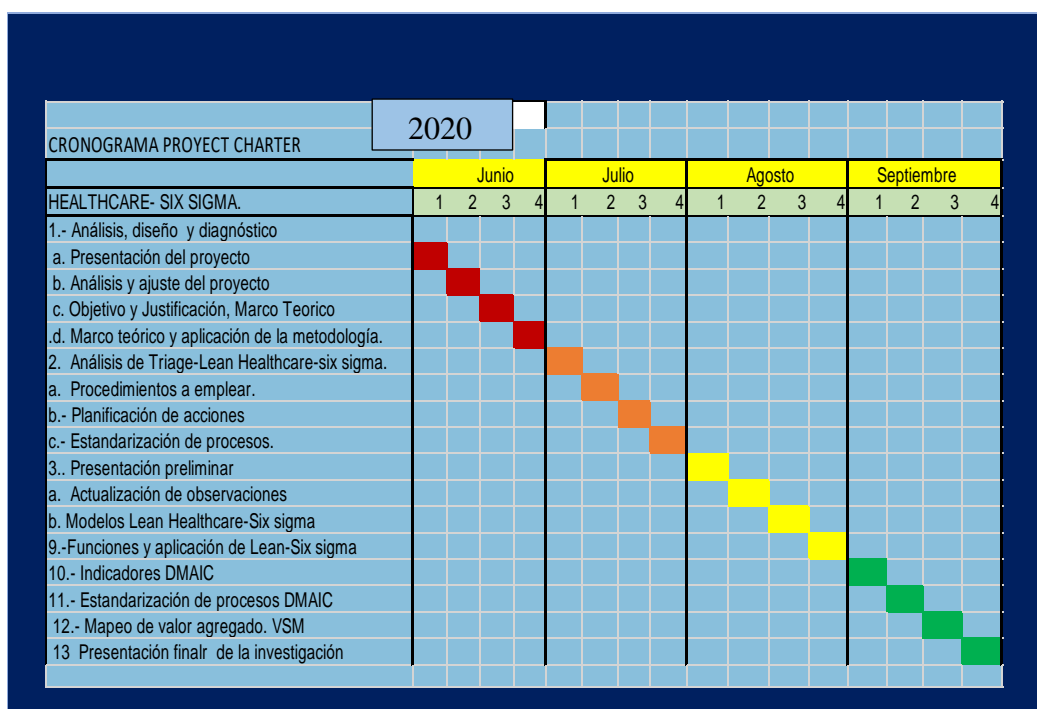 2020
CRONOGRAMA PROYECT CHARTER
Junio Julio Agosto Septiembre
HEALTHCARE- SIX SIGMA. 1 2 3 4 1 2 3 4 1 2 3 4 1 2 3 4
1.- Análisis, diseño y diagnóstico
a. Presentación del proyecto
b. Análisis y ajuste del proyecto
c. Objetivo y Justificación, Marco Teorico
.d. Marco teórico y aplicación de la metodología.
2. Análisis de Triage-Lean Healthcare-six sigma.
a. Procedimientos a emplear.
b.- Planificación de acciones
c.- Estandarización de procesos.
3.. Presentación preliminar
a. Actualización de observaciones
b. Modelos Lean Healthcare-Six sigma
9.-Funciones y aplicación de Lean-Six sigma
10.- Indicadores DMAIC
11.- Estandarización de procesos DMAIC
12.- Mapeo de valor agregado. VSM
13 Presentación finalr de la investigación